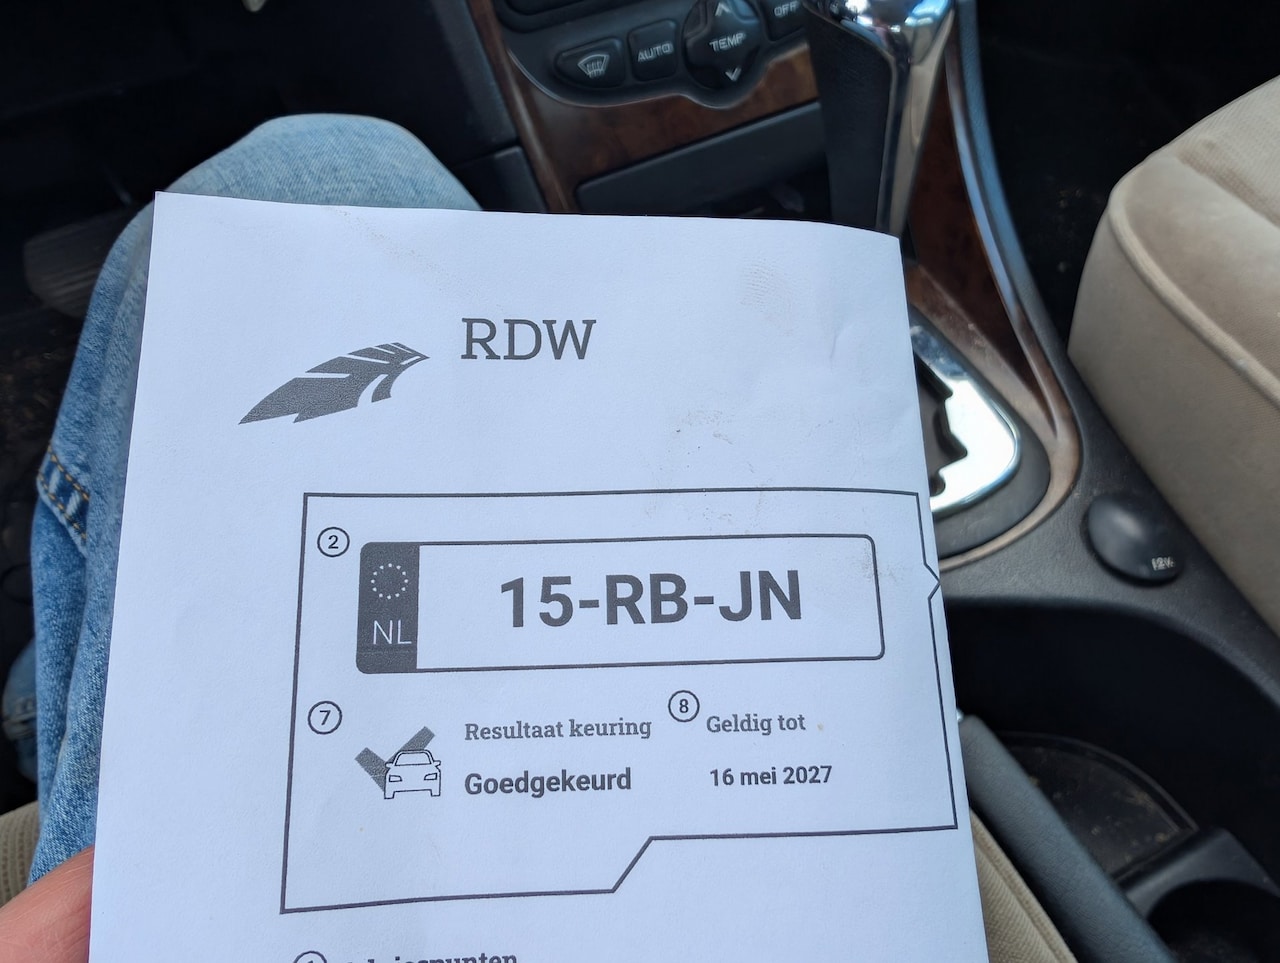 OFF
AUTO
TEMP
RDW
2
NL
15-RB-JN
7
Resultaat keuring
Goedgekeurd
8
Geldig tot
16 mei 2027
12V